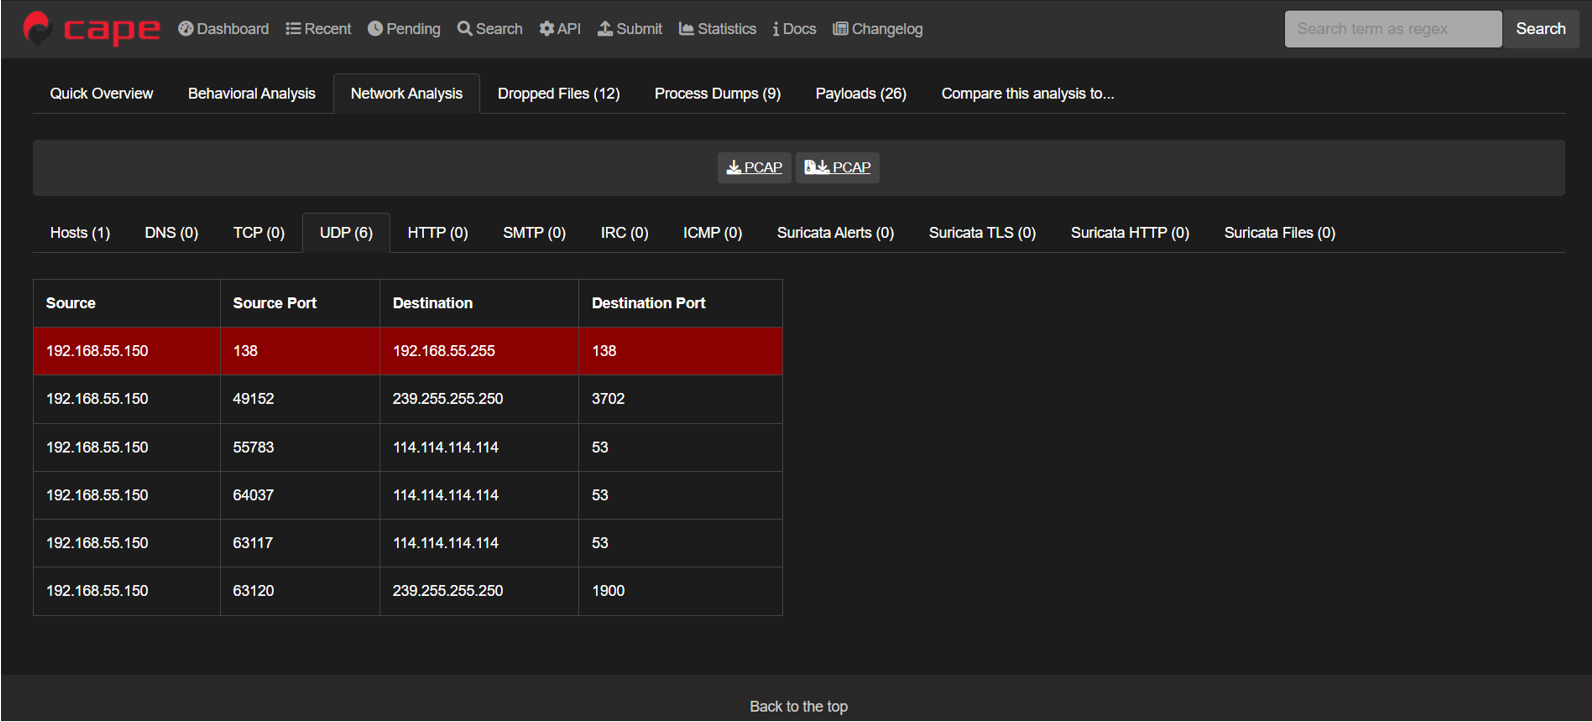 cape Dashboard Recent Pending Search API Submit Statistics Docs Changelog Search term as regex Search
Quick Overview Behavioral Analysis Network Analysis Dropped Files (12) Process Dumps (9) Payloads (26) Compare this analysis to...
PCAP PCAP
Hosts (1) DNS (0) TCP (0) UDP (6) HTTP (0) SMTP (0) IRC (0) ICMP (0) Suricata Alerts (0) Suricata TLS (0) Suricata HTTP (0) Suricata Files (0)
Source Source Port Destination Destination Port
192.168.55.150 138 192.168.55.255 138
192.168.55.150 49152 239.255.255.250 3702
192.168.55.150 55783 114.114.114.114 53
192.168.55.150 64037 114.114.114.114 53
192.168.55.150 63117 114.114.114.114 53
192.168.55.150 63120 239.255.255.250 1900
Back to the top